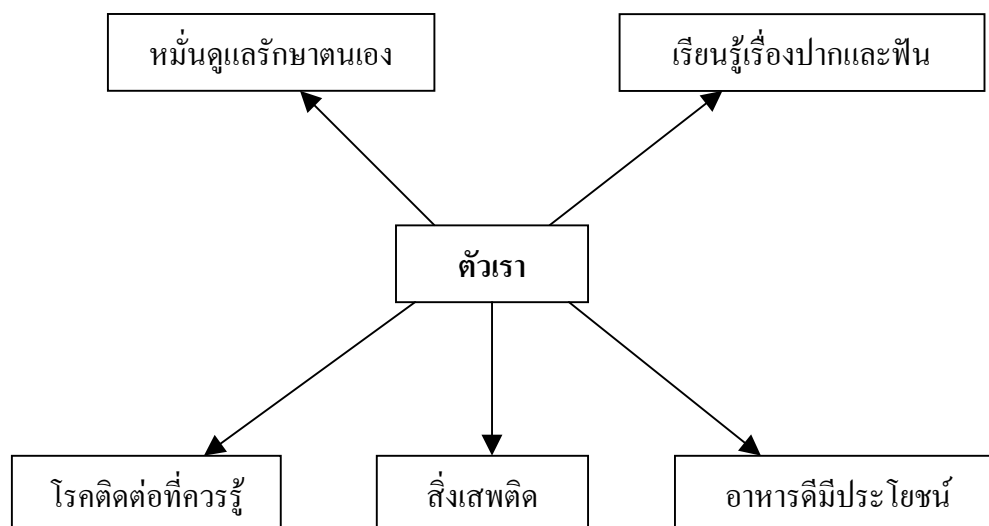 หมั่นดูแลรักษาตนเอง
เรียนรู้เรื่องปากและฟัน
ตัวเรา
โรคติดต่อที่ควรรู้
สิ่งเสพติด
อาหารดีมีประโยชน์